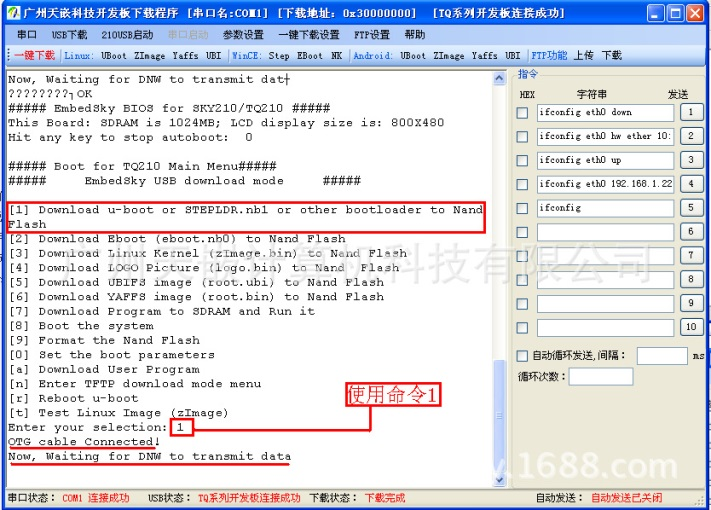 广州天嵌科技开发板下载程序 [串口名:COM1] [下载地址: 0x30000000] [TQ系列开发板连接成功]
串口 USB下载 210USB启动 串口启动 参数设置 一键下载设置 FTP设置 帮助
一键下载 Linux: UBoot ZImage Yaffs UBI WinCE: Step EBoot NK Android: UBoot ZImage Yaffs UBI FTP功能 上传 下载
Now, Waiting for DNW to transmit dat
????????┐OK
##### EmbedSky BIOS for SKY210/TQ210 #####
This Board: SDRAM is 1024MB; LCD display size is: 800X480
Hit any key to stop autoboot: 0
##### Boot for TQ210 Main Menu#####
##### EmbedSky USB download mode #####
[1] Download u-boot or STEPLDR.nb1 or other bootloader to Nand
Flash
[2] Download Eboot (eboot.nb0) to Nand Flash
[3] Download Linux Kernel (zImage.bin) to Nand Flash
[4] Download LOGO Picture (logo.bin) to Nand Flash
[5] Download UBIFS image (root.ubi) to Nand Flash
[6] Download YAFFS image (root.bin) to Nand Flash
[7] Download Program to SDRAM and Run it
[8] Boot the system
[9] Format the Nand Flash
[0] Set the boot parameters
[a] Download User Program
[n] Enter TFTP download mode menu
[r] Reboot u-boot
[t] Test Linux Image (zImage)
Enter your selection: 1
OTG cable Connected!
Now, Waiting for DNW to transmit data
使用命令1
指令
HEX 字符串 发送
ifconfig eth0 down 1
ifconfig eth0 hw ether 10: 2
ifconfig eth0 up 3
ifconfig eth0 192.168.1.22 4
ifconfig 5
6
7
8
9
10
自动循环发送,间隔: ms
循环次数:
.1688.com
串口状态: COM1 连接成功 USB状态: TQ系列开发板连接成功 下载状态: 下载完成 自动发送: 自动发送已关闭